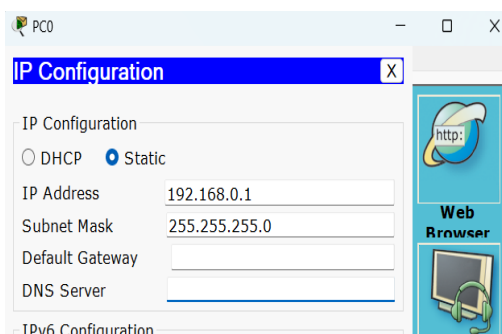 PC0
IP Configuration X
IP Configuration
DHCP Static
IP Address 192.168.0.1
Subnet Mask 255.255.255.0
Default Gateway
DNS Server
IPv6 Configuration
http:
Web
Browser